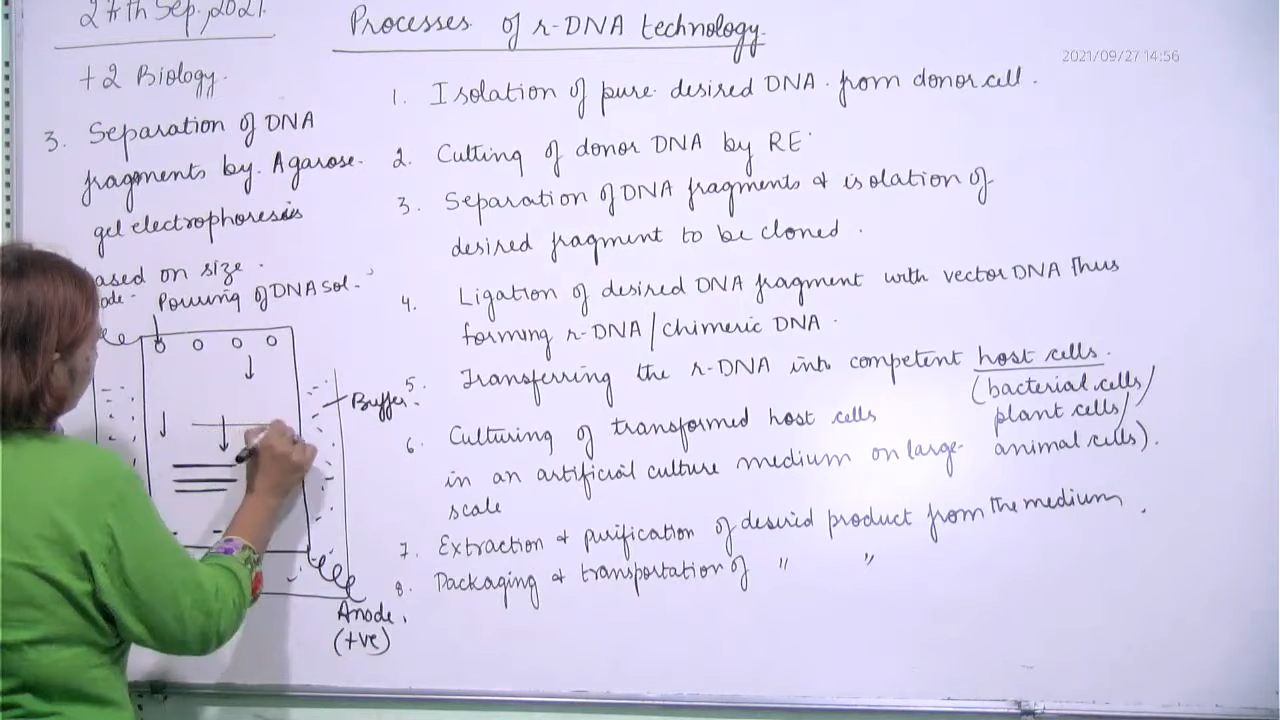 27th Sep., 2021.
Processes of r-DNA technology.
2021/09/27 14:56
+2 Biology.
3. Separation of DNA
fragments by. Agarose.
gel electrophoresis
ased on size.
ode- Pouring of DNA sol.
Buffer.
Anode.
(+ve)
1. Isolation of pure desired DNA. from donor cell.
2. Cutting of donor DNA by RE.
3. Separation of DNA fragments & isolation of
desired fragment to be cloned.
4. Ligation of desired DNA fragment with vector DNA thus
forming r-DNA/chimeric DNA.
5. Transferring the r-DNA into competent host cells.
(bacterial cells/
plant cells/
animal cells).
6. Culturing of transformed host cells
in an artificial culture medium on large-
scale
7. Extraction & purification of desired product from the medium.
8. Packaging & transportation of " "